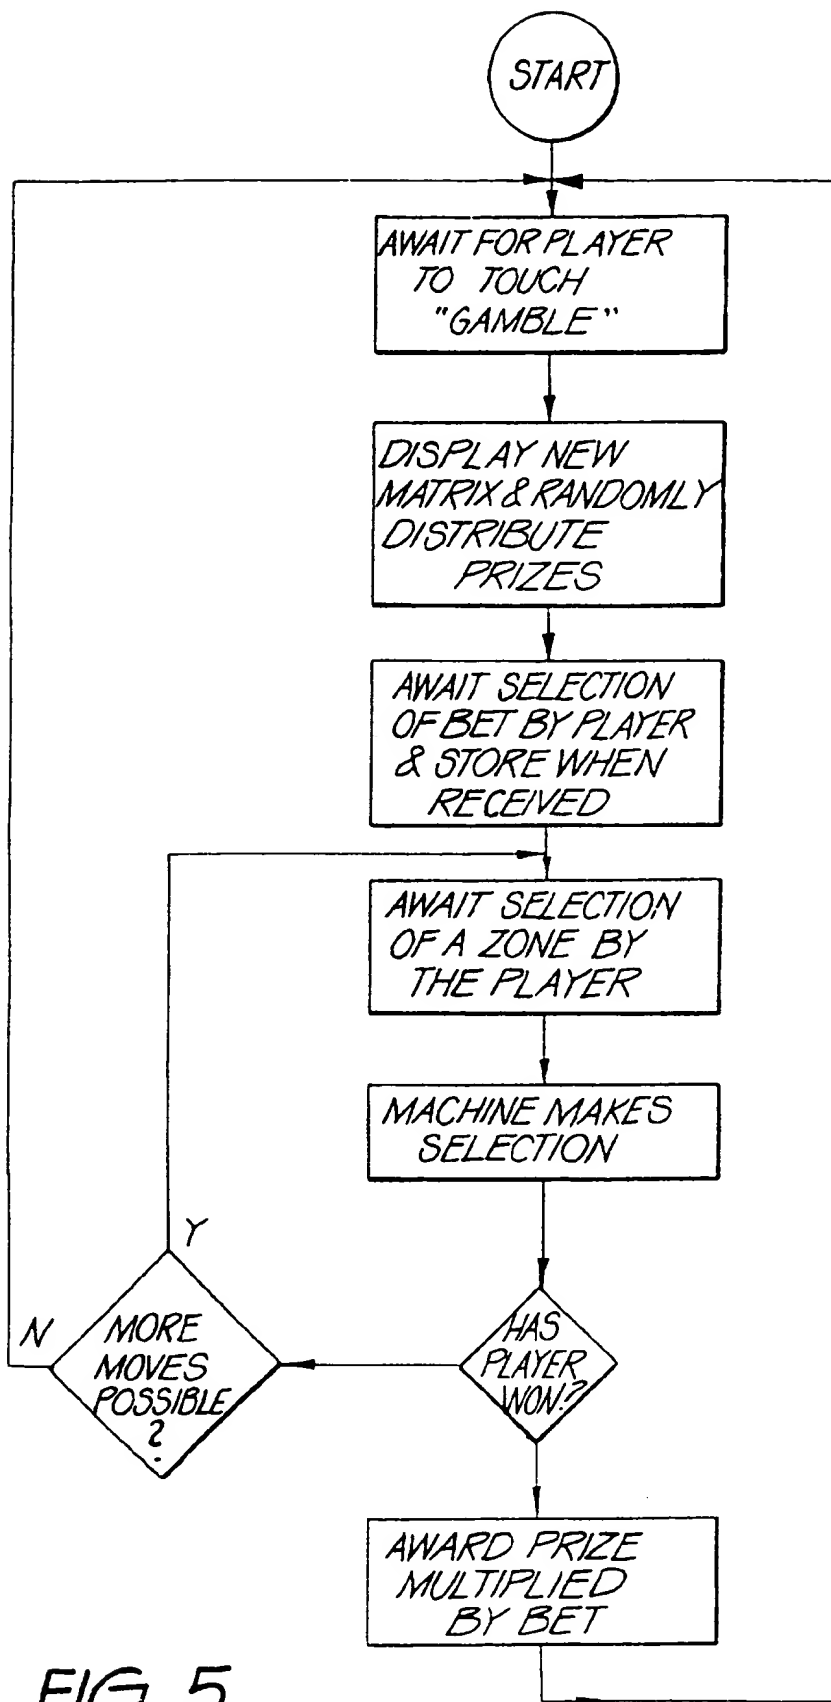 START
AWAIT FOR PLAYER
TO TOUCH
"GAMBLE"
DISPLAY NEW
MATRIX & RANDOMLY
DISTRIBUTE
PRIZES
AWAIT SELECTION
OF BET BY PLAYER
& STORE WHEN
RECEIVED
AWAIT SELECTION
OF A ZONE BY
THE PLAYER
MACHINE MAKES
SELECTION
Y
N
MORE
MOVES
POSSIBLE
?
HAS
PLAYER
WON?
AWARD PRIZE
MULTIPLIED
BY BET
FIG. 5